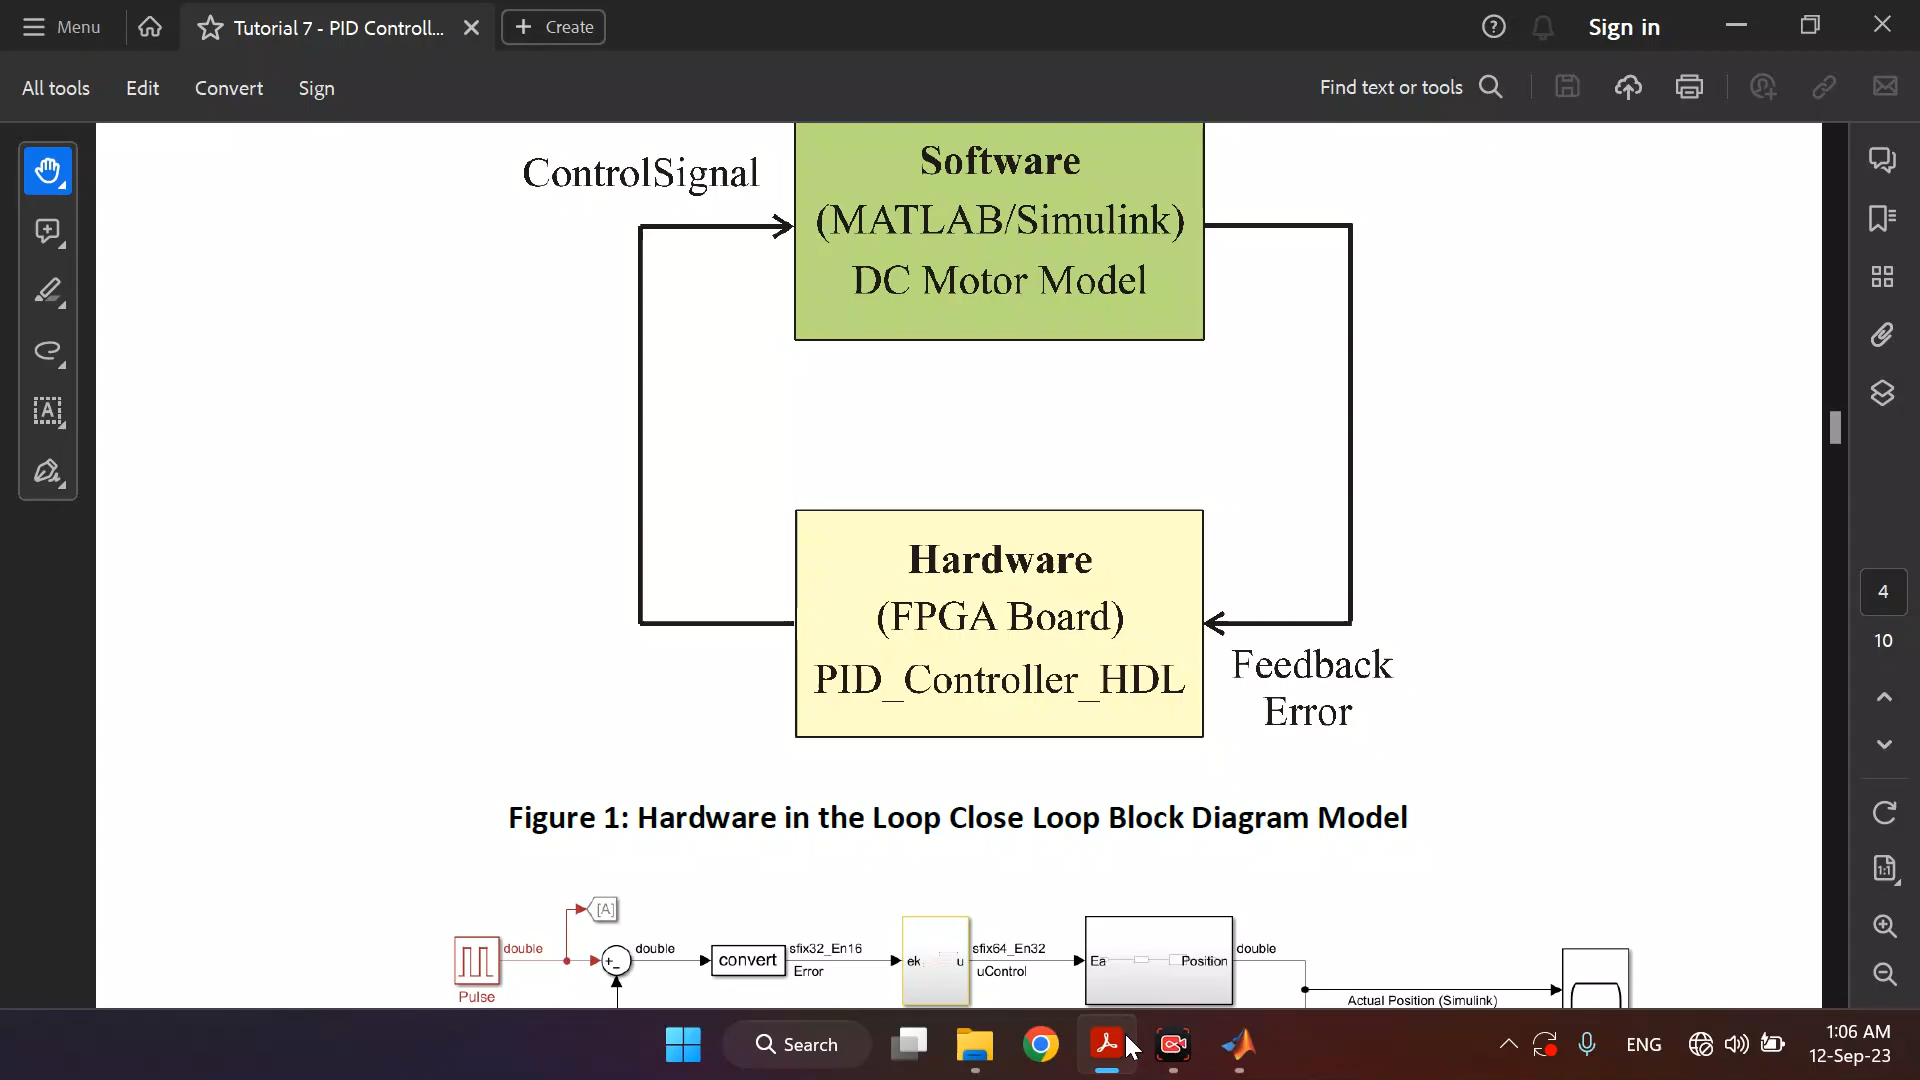 Menu
Tutorial 7 - PID Controll...
Create
Sign in
All tools
Edit
Convert
Sign
Find text or tools
ControlSignal
Software
(MATLAB/Simulink)
DC Motor Model
Hardware
(FPGA Board)
PID_Controller_HDL
Feedback
Error
Figure 1: Hardware in the Loop Close Loop Block Diagram Model
[A]
double
Pulse
double
convert
sfix32_En16
Error
ek
u
sfix64_En32
uControl
Ea
Position
double
Actual Position (Simulink)
4
10
1:1
Search
ENG
1:06 AM
12-Sep-23